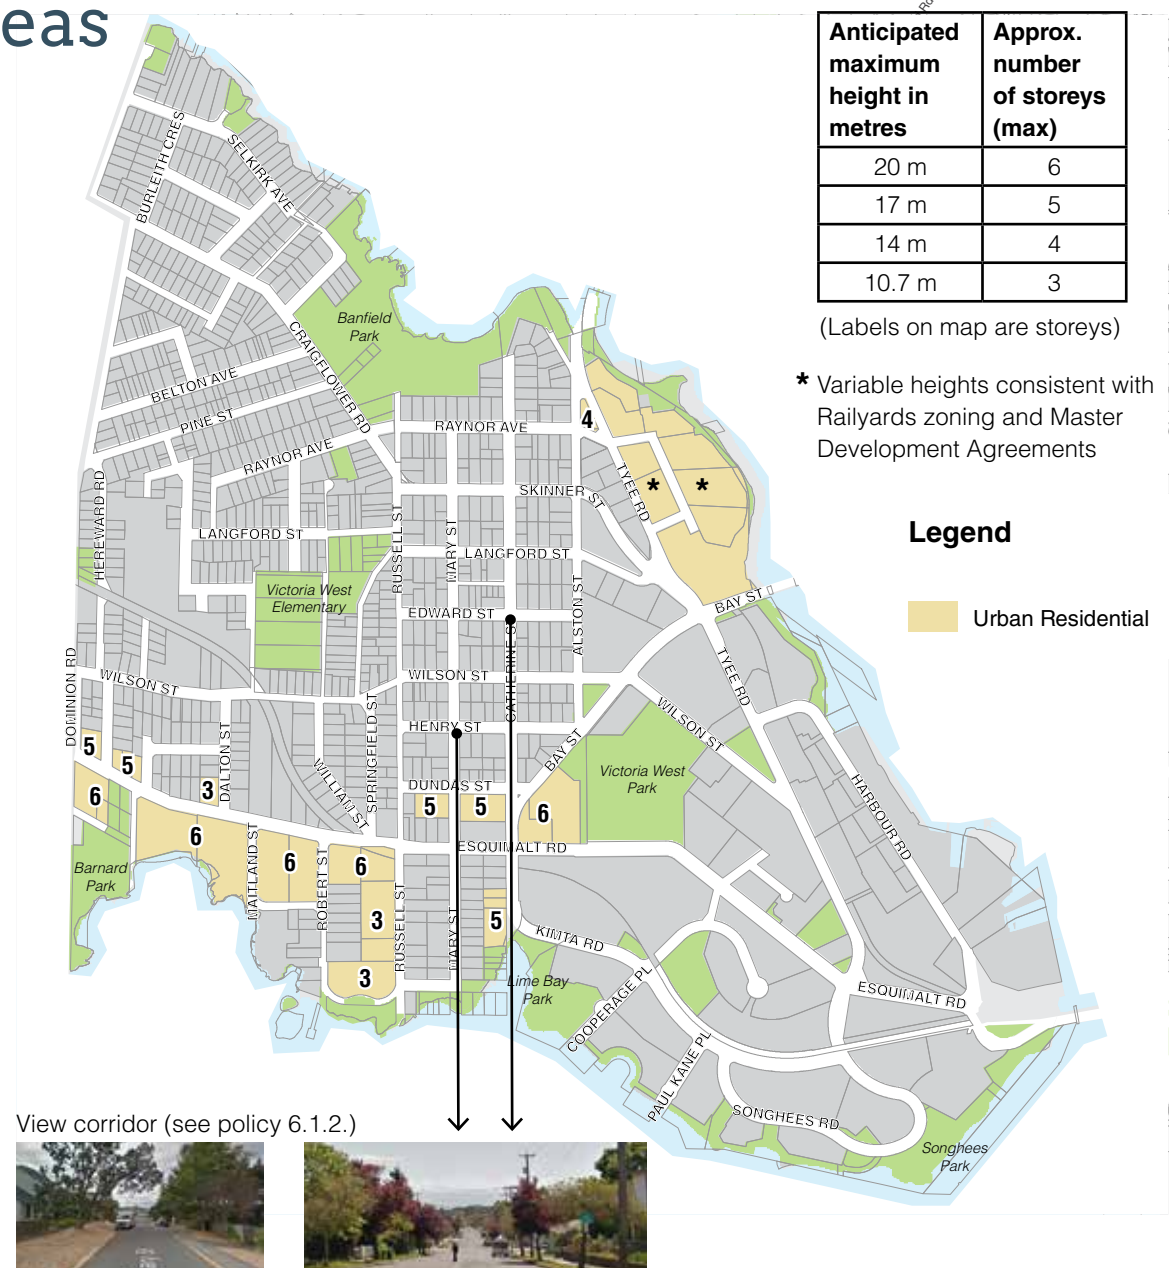 eas
Anticipated maximum height in metres
Approx. number of storeys (max)
20 m 6
17 m 5
14 m 4
10.7 m 3
(Labels on map are storeys)
* Variable heights consistent with
Railyards zoning and Master
Development Agreements
Legend
Urban Residential
BURLEITH CRES
SELKIRK AVE
Banfield
Park
CRAIGFLOWER RD
BELTON AVE
PINE ST
RAYNOR AVE
RAYNOR AVE
4
SKINNER ST
TYEE RD
*
*
HEREWARD RD
LANGFORD ST
RUSSELL ST
MARY ST
LANGFORD ST
Victoria West
Elementary
EDWARD ST
CATHERINE ST
ALSTON ST
BAY ST
DOMINION RD
WILSON ST
WILSON ST
TYEE RD
WILSON ST
HENRY ST
BAY ST
DALTON ST
WILLIAM ST
SPRINGFIELD ST
DUNDAS ST
Victoria West
Park
HARBOUR RD
5
5
6
3
5
5
6
6
6
6
ESQUIMALT RD
Barnard
Park
MAITLAND ST
ROBERT ST
3
RUSSELL ST
MARY ST
5
KIMTA RD
3
Lime Bay
Park
COOPERAGE PL
ESQUIMALT RD
PAUL KANE PL
SONGHEES RD
Songhees
Park
View corridor (see policy 6.1.2.)